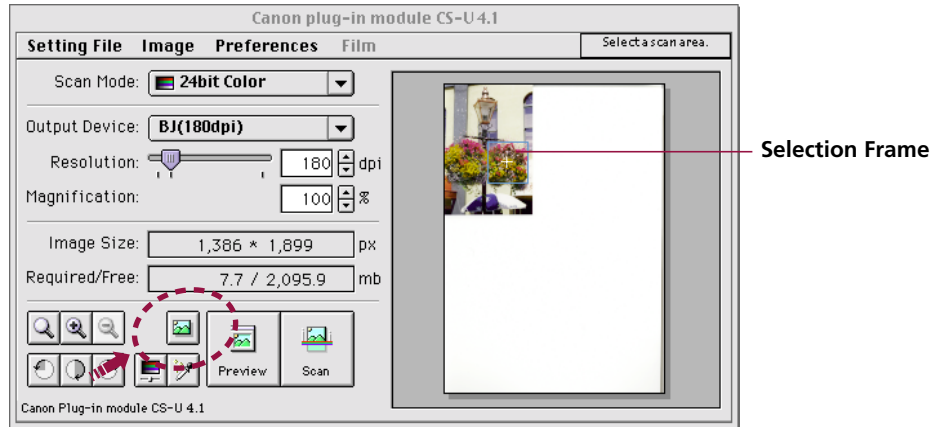 Canon plug-in module CS-U 4.1
Setting File Image Preferences Film
Select a scan area.
Scan Mode: 24bit Color
Output Device: BJ(180dpi)
Resolution: 180 dpi
Magnification: 100 %
Image Size: 1,386 * 1,899 px
Required/Free: 7.7 / 2,095.9 mb
Preview Scan
Canon Plug-in module CS-U 4.1
Selection Frame